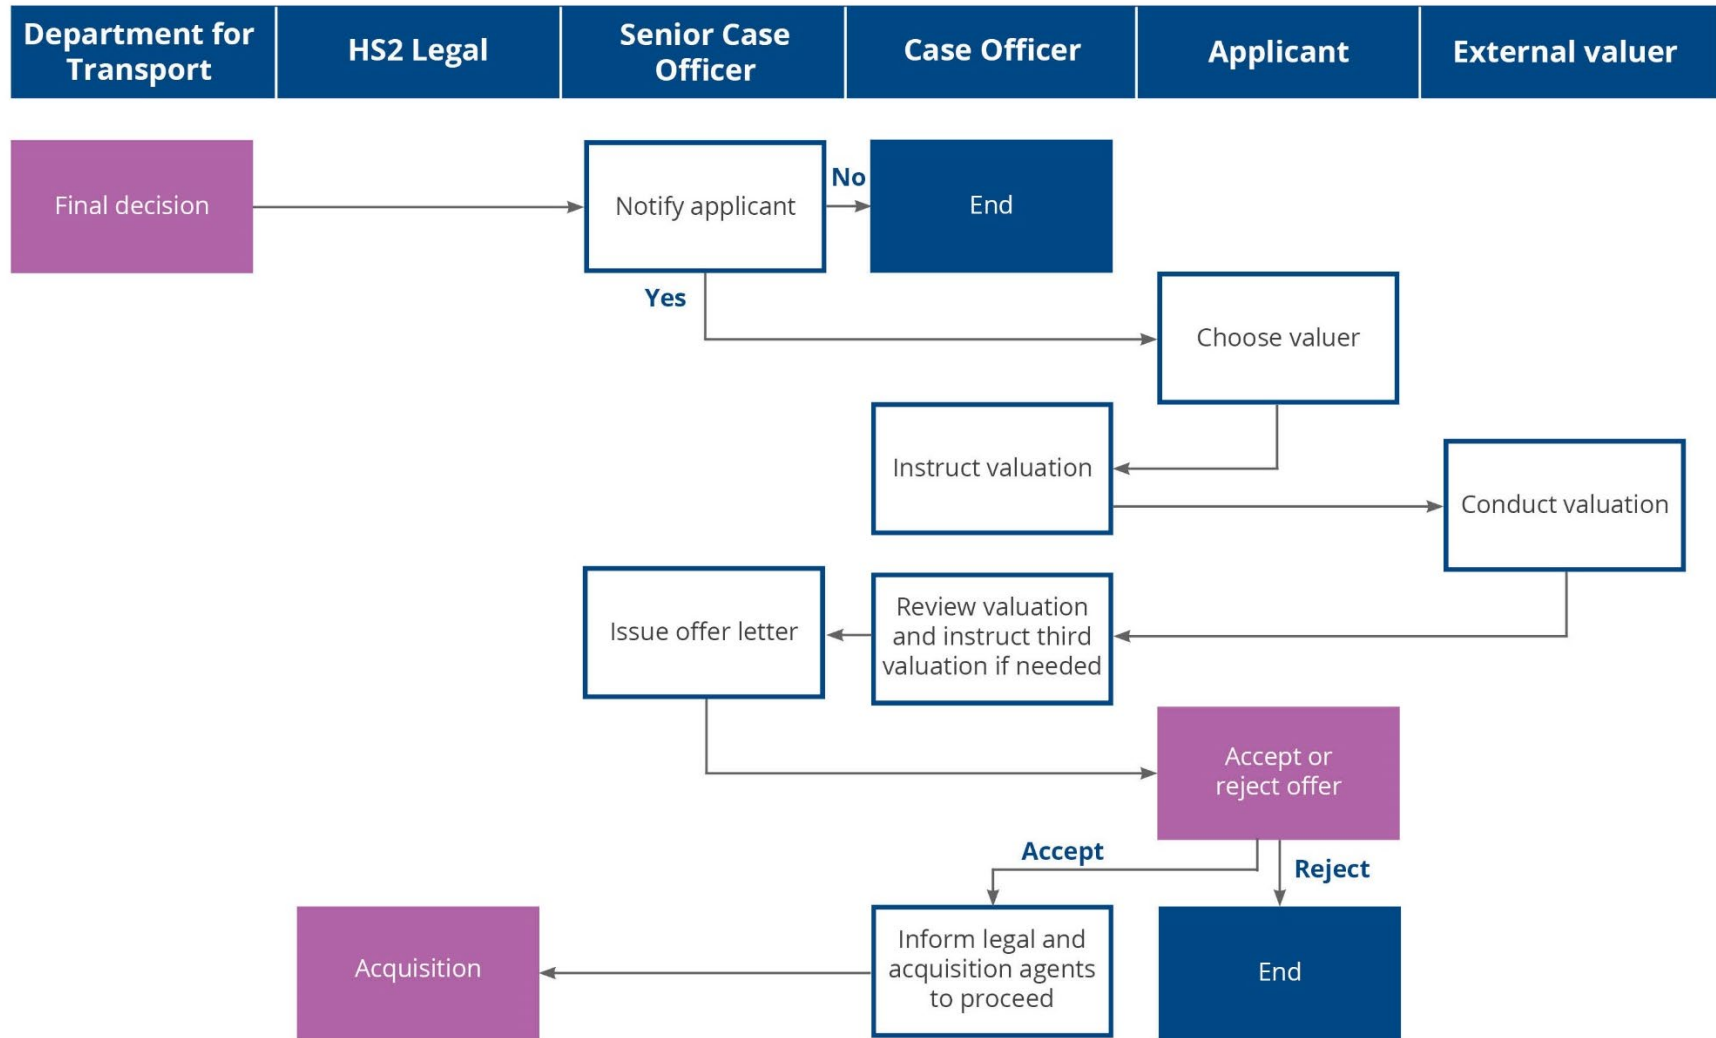 Department for
Transport
HS2 Legal
Senior Case
Officer
Case Officer
Applicant
External valuer
Final decision
Notify applicant
No
End
Yes
Choose valuer
Instruct valuation
Conduct valuation
Issue offer letter
Review valuation
and instruct third
valuation if needed
Accept or
reject offer
Accept
Reject
Acquisition
Inform legal and
acquisition agents
to proceed
End